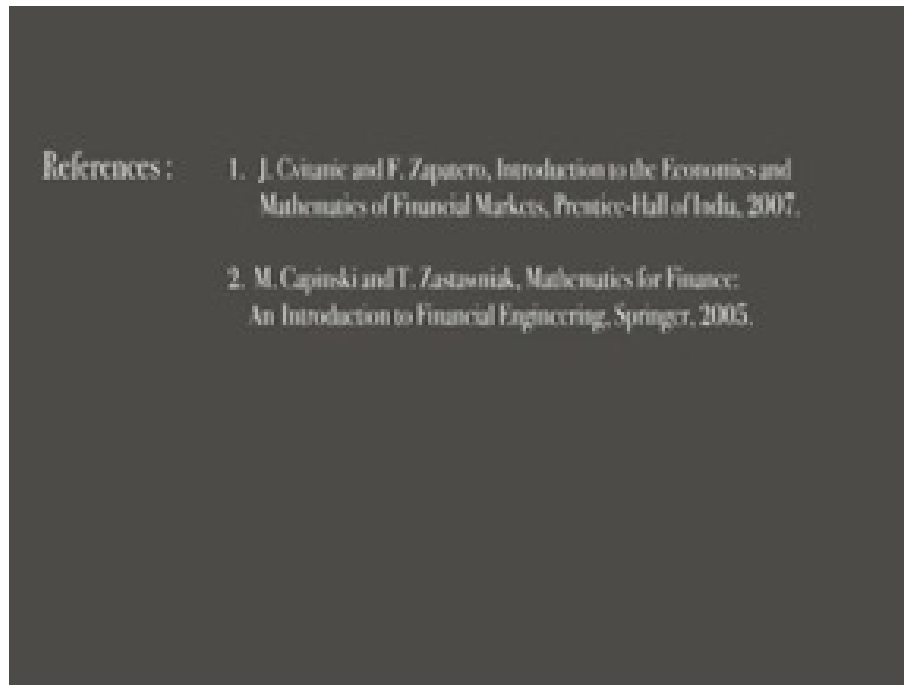 References :
1. J. Cvitanic and F. Zapatero, Introduction to the Economics and
Mathematics of Financial Markets, Prentice-Hall of India, 2007.
2. M. Capinski and T. Zastawniak, Mathematics for Finance:
An Introduction to Financial Engineering, Springer, 2005.